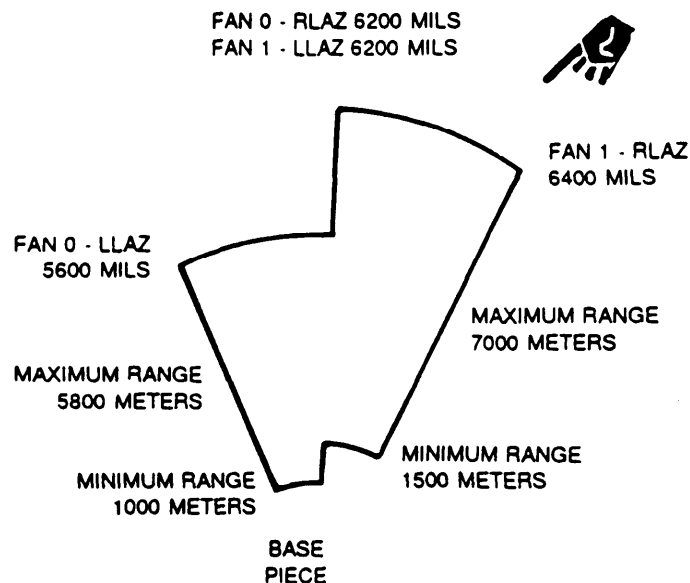 FAN 0 - RLAZ 6200 MILS
FAN 1 - LLAZ 6200 MILS
FAN 1 - RLAZ
6400 MILS
FAN 0 - LLAZ
5600 MILS
MAXIMUM RANGE
7000 METERS
MAXIMUM RANGE
5800 METERS
MINIMUM RANGE
1500 METERS
MINIMUM RANGE
1000 METERS
BASE
PIECE